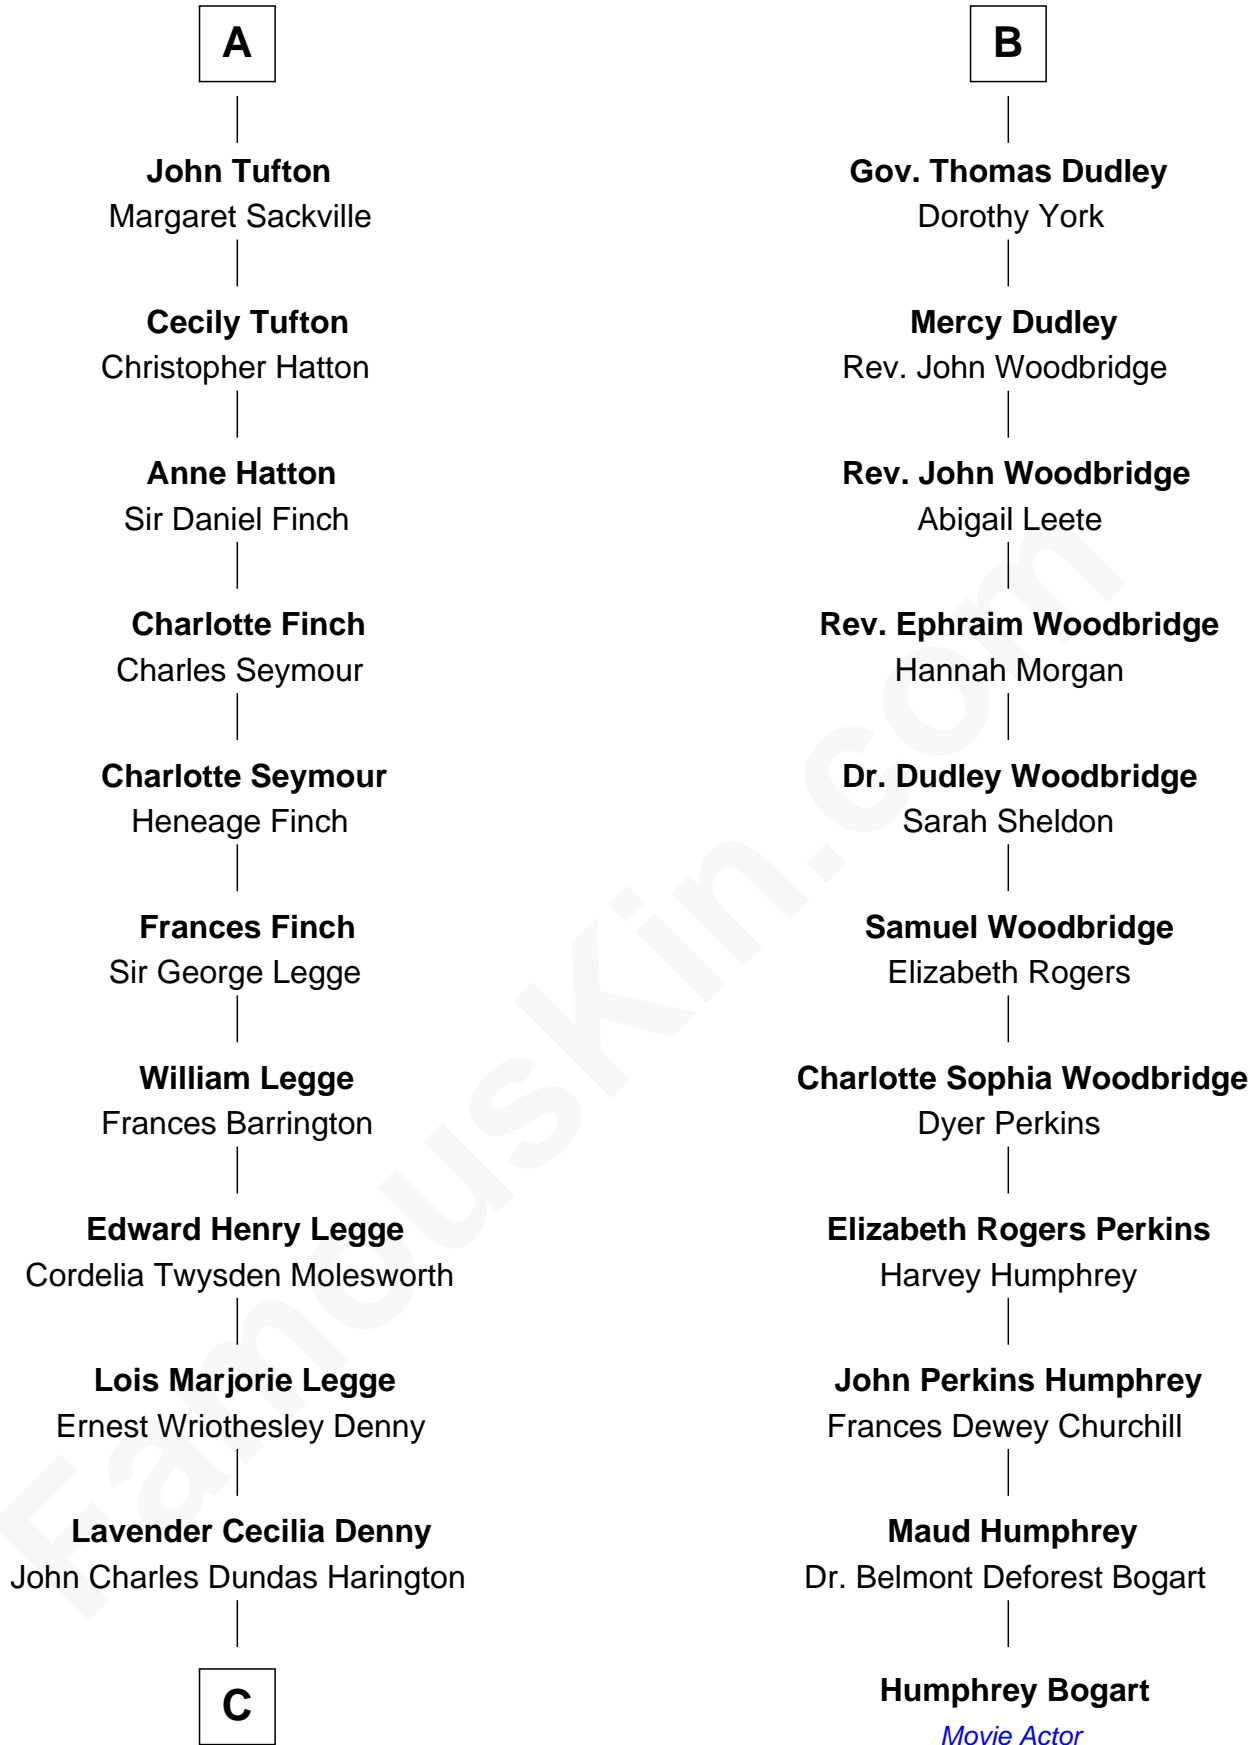 A
John Tufton
Margaret Sackville
Cecily Tufton
Christopher Hatton
Anne Hatton
Sir Daniel Finch
Charlotte Finch
Charles Seymour
Charlotte Seymour
Heneage Finch
Frances Finch
Sir George Legge
William Legge
Frances Barrington
Edward Henry Legge
Cordelia Twysden Molesworth
Lois Marjorie Legge
Ernest Wriothesley Denny
Lavender Cecilia Denny
John Charles Dundas Harington
C
B
Gov. Thomas Dudley
Dorothy York
Mercy Dudley
Rev. John Woodbridge
Rev. John Woodbridge
Abigail Leete
Rev. Ephraim Woodbridge
Hannah Morgan
Dr. Dudley Woodbridge
Sarah Sheldon
Samuel Woodbridge
Elizabeth Rogers
Charlotte Sophia Woodbridge
Dyer Perkins
Elizabeth Rogers Perkins
Harvey Humphrey
John Perkins Humphrey
Frances Dewey Churchill
Maud Humphrey
Dr. Belmont Deforest Bogart
Humphrey Bogart
Movie Actor
FamousKin.com